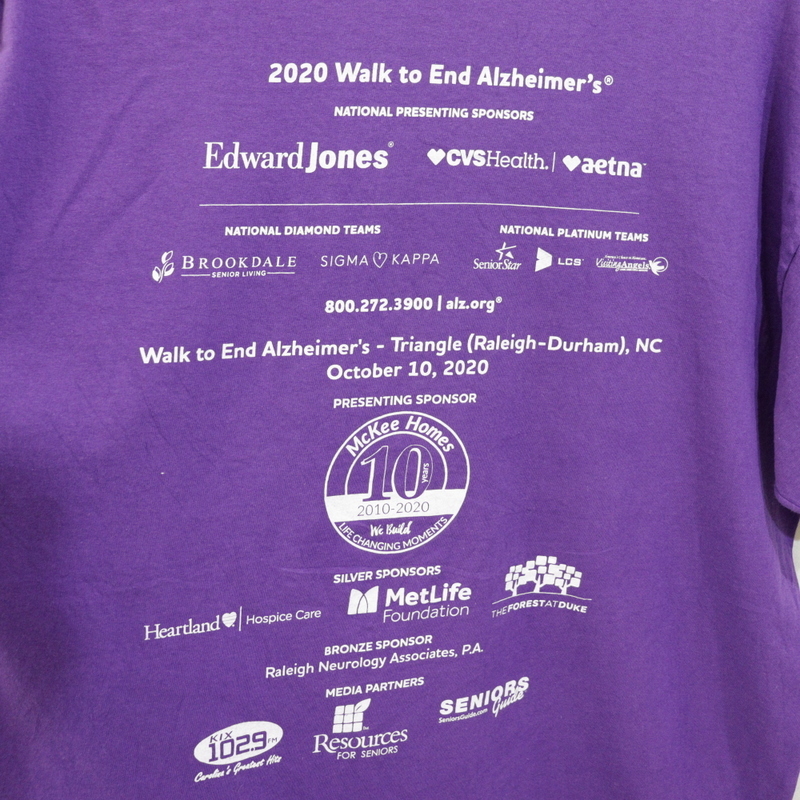 2020 Walk to End Alzheimer's®
NATIONAL PRESENTING SPONSORS
Edward Jones® ♥CVSHealth. | ♥aetna™
NATIONAL DIAMOND TEAMS NATIONAL PLATINUM TEAMS
BROOKDALE SIGMA KAPPA SeniorStar LCS VisitingAngels
SENIOR LIVING
800.272.3900 | alz.org®
Walk to End Alzheimer's - Triangle (Raleigh-Durham), NC
October 10, 2020
PRESENTING SPONSOR
McKee Homes
10 years
2010-2020
We Build
LIFE CHANGING MOMENTS
SILVER SPONSORS
Heartland | Hospice Care MetLife Foundation THE FOREST AT DUKE
BRONZE SPONSOR
Raleigh Neurology Associates, P.A.
MEDIA PARTNERS
KIX 102.9 FM Resources SENIORS Guide
Carolina's Greatest Hits FOR SENIORS SeniorsGuide.com